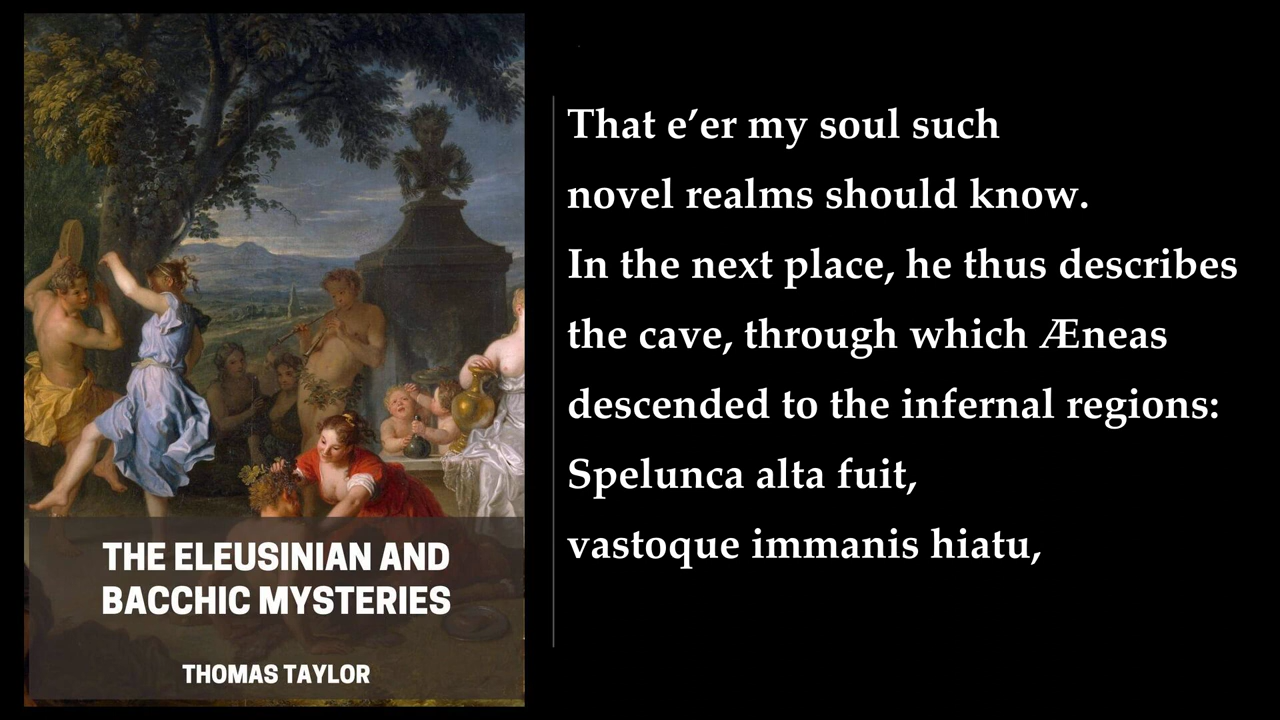 THE ELEUSINIAN AND
BACCHIC MYSTERIES
THOMAS TAYLOR
That e’er my soul such
novel realms should know.
In the next place, he thus describes
the cave, through which Æneas
descended to the infernal regions:
Spelunca alta fuit,
vastoque immanis hiatu,